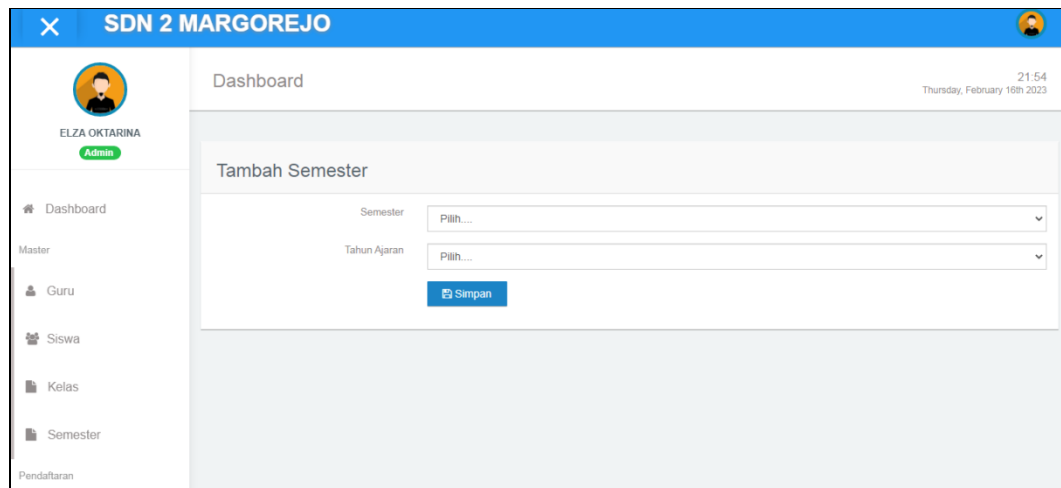 SDN 2 MARGOREJO
ELZA OKTARINA
Admin
Dashboard
Master
Guru
Siswa
Kelas
Semester
Pendaftaran
Dashboard
21:54
Thursday, February 16th 2023
Tambah Semester
Semester
Pilih....
Tahun Ajaran
Pilih....
Simpan